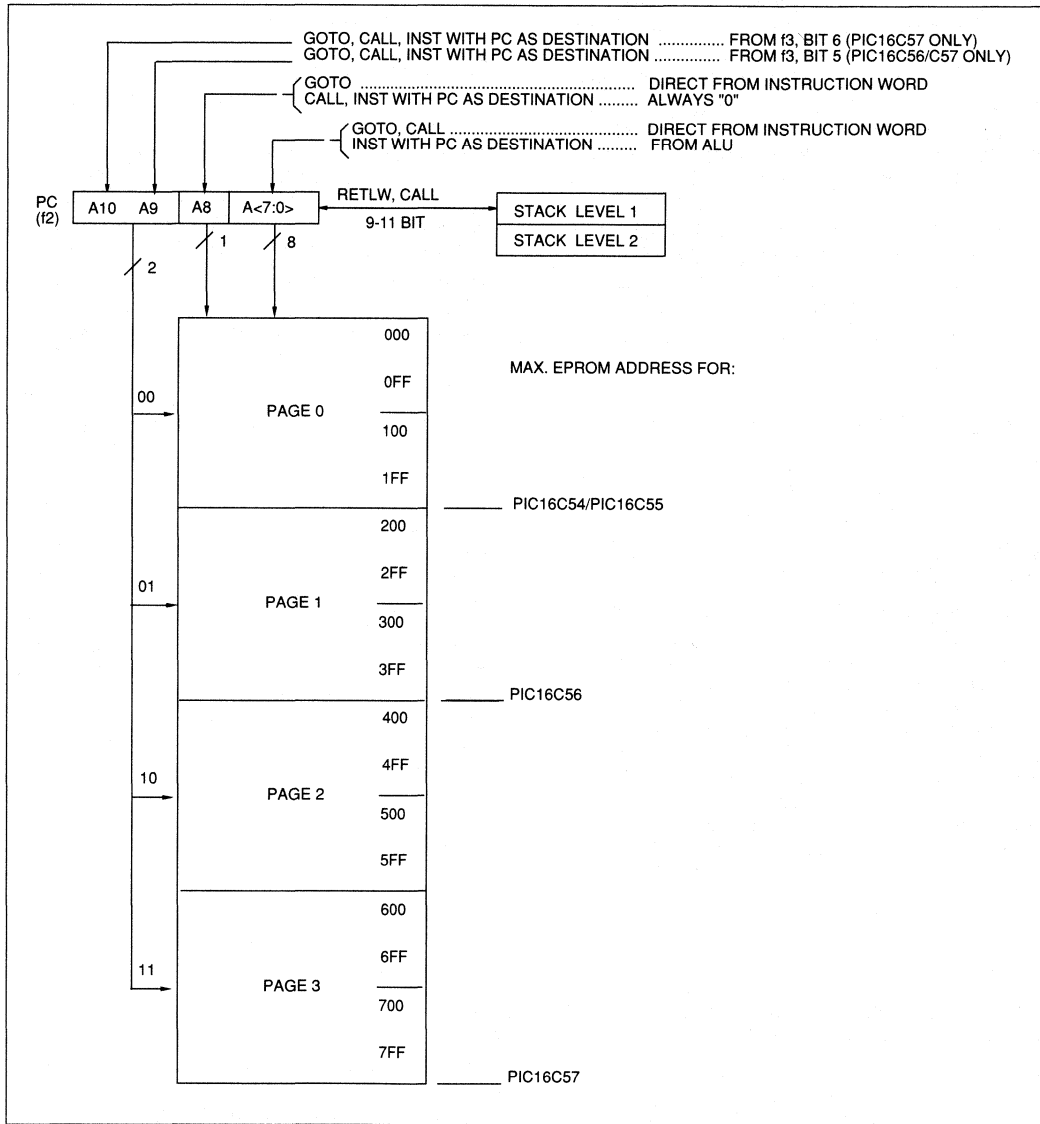 GOTO, CALL, INST WITH PC AS DESTINATION ............... FROM f3, BIT 6 (PIC16C57 ONLY)
GOTO, CALL, INST WITH PC AS DESTINATION ............... FROM f3, BIT 5 (PIC16C56/C57 ONLY)
GOTO ...................................................... DIRECT FROM INSTRUCTION WORD
CALL, INST WITH PC AS DESTINATION ......... ALWAYS "0"
GOTO, CALL ..................................... DIRECT FROM INSTRUCTION WORD
INST WITH PC AS DESTINATION ......... FROM ALU
PC
(f2)
A10 A9 A8 A<7:0>
RETLW, CALL
9-11 BIT
STACK LEVEL 1
STACK LEVEL 2
1
8
2
000
MAX. EPROM ADDRESS FOR:
0FF
00
PAGE 0
100
1FF
PIC16C54/PIC16C55
200
2FF
01
PAGE 1
300
3FF
PIC16C56
400
4FF
10
PAGE 2
500
5FF
600
6FF
11
PAGE 3
700
7FF
PIC16C57